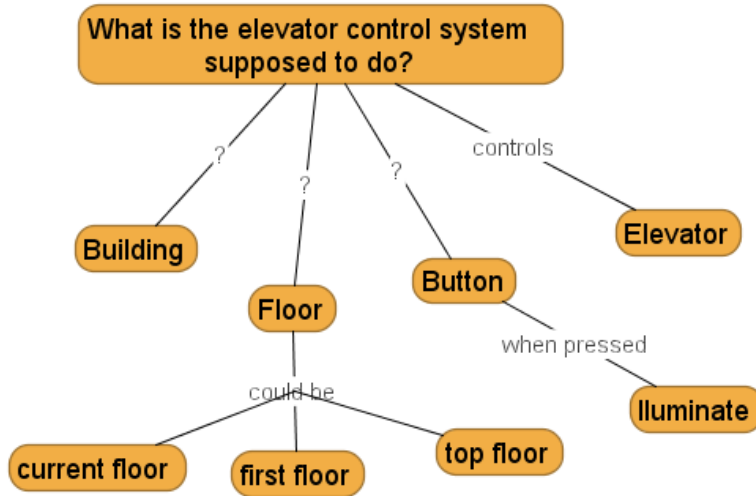 What is the elevator control system
supposed to do?
controls
?
?
?
Elevator
Building
Button
Floor
when pressed
could be
Iluminate
top floor
current floor
first floor